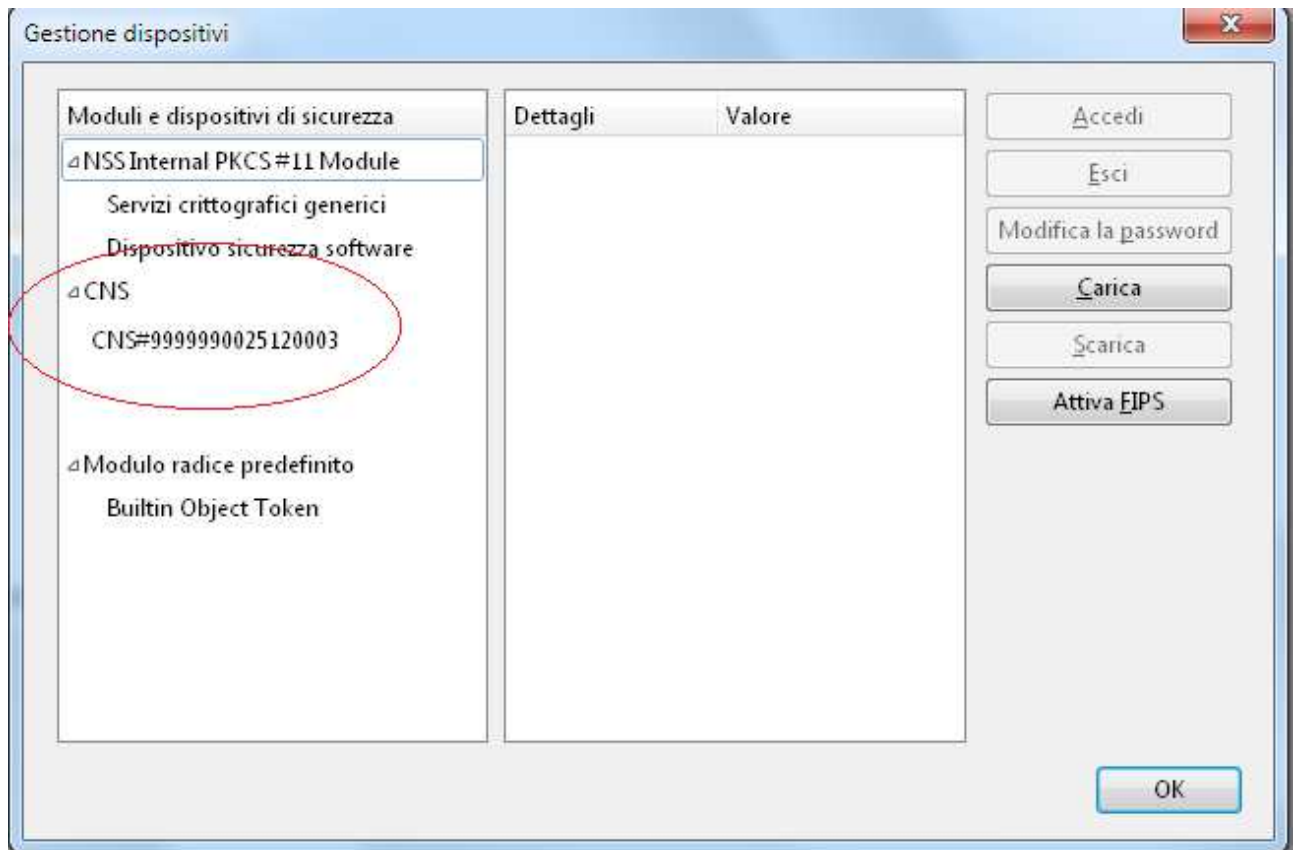 Gestione dispositivi
Moduli e dispositivi di sicurezza
Dettagli Valore
NSS Internal PKCS #11 Module
Servizi crittografici generici
Dispositivo sicurezza software
CNS
CNS#9999990025120003
Modulo radice predefinito
Builtin Object Token
Accedi
Esci
Modifica la password
Carica
Scarica
Attiva FIPS
OK